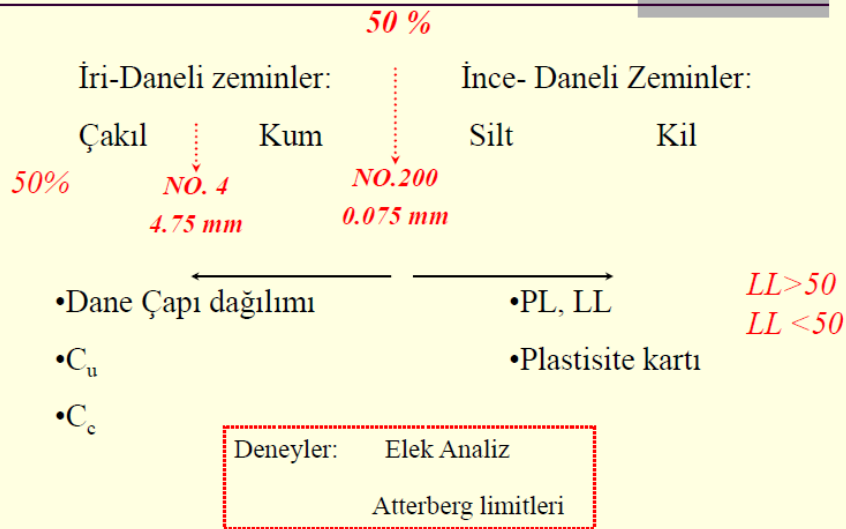 50 %
İri-Daneli zeminler: İnce- Daneli Zeminler:
Çakıl Kum Silt Kil
50% NO. 4 NO.200
4.75 mm 0.075 mm
•Dane Çapı dağılımı •PL, LL LL>50
LL <50
•Cu •Plastisite kartı
•Cc
Deneyler: Elek Analiz
Atterberg limitleri